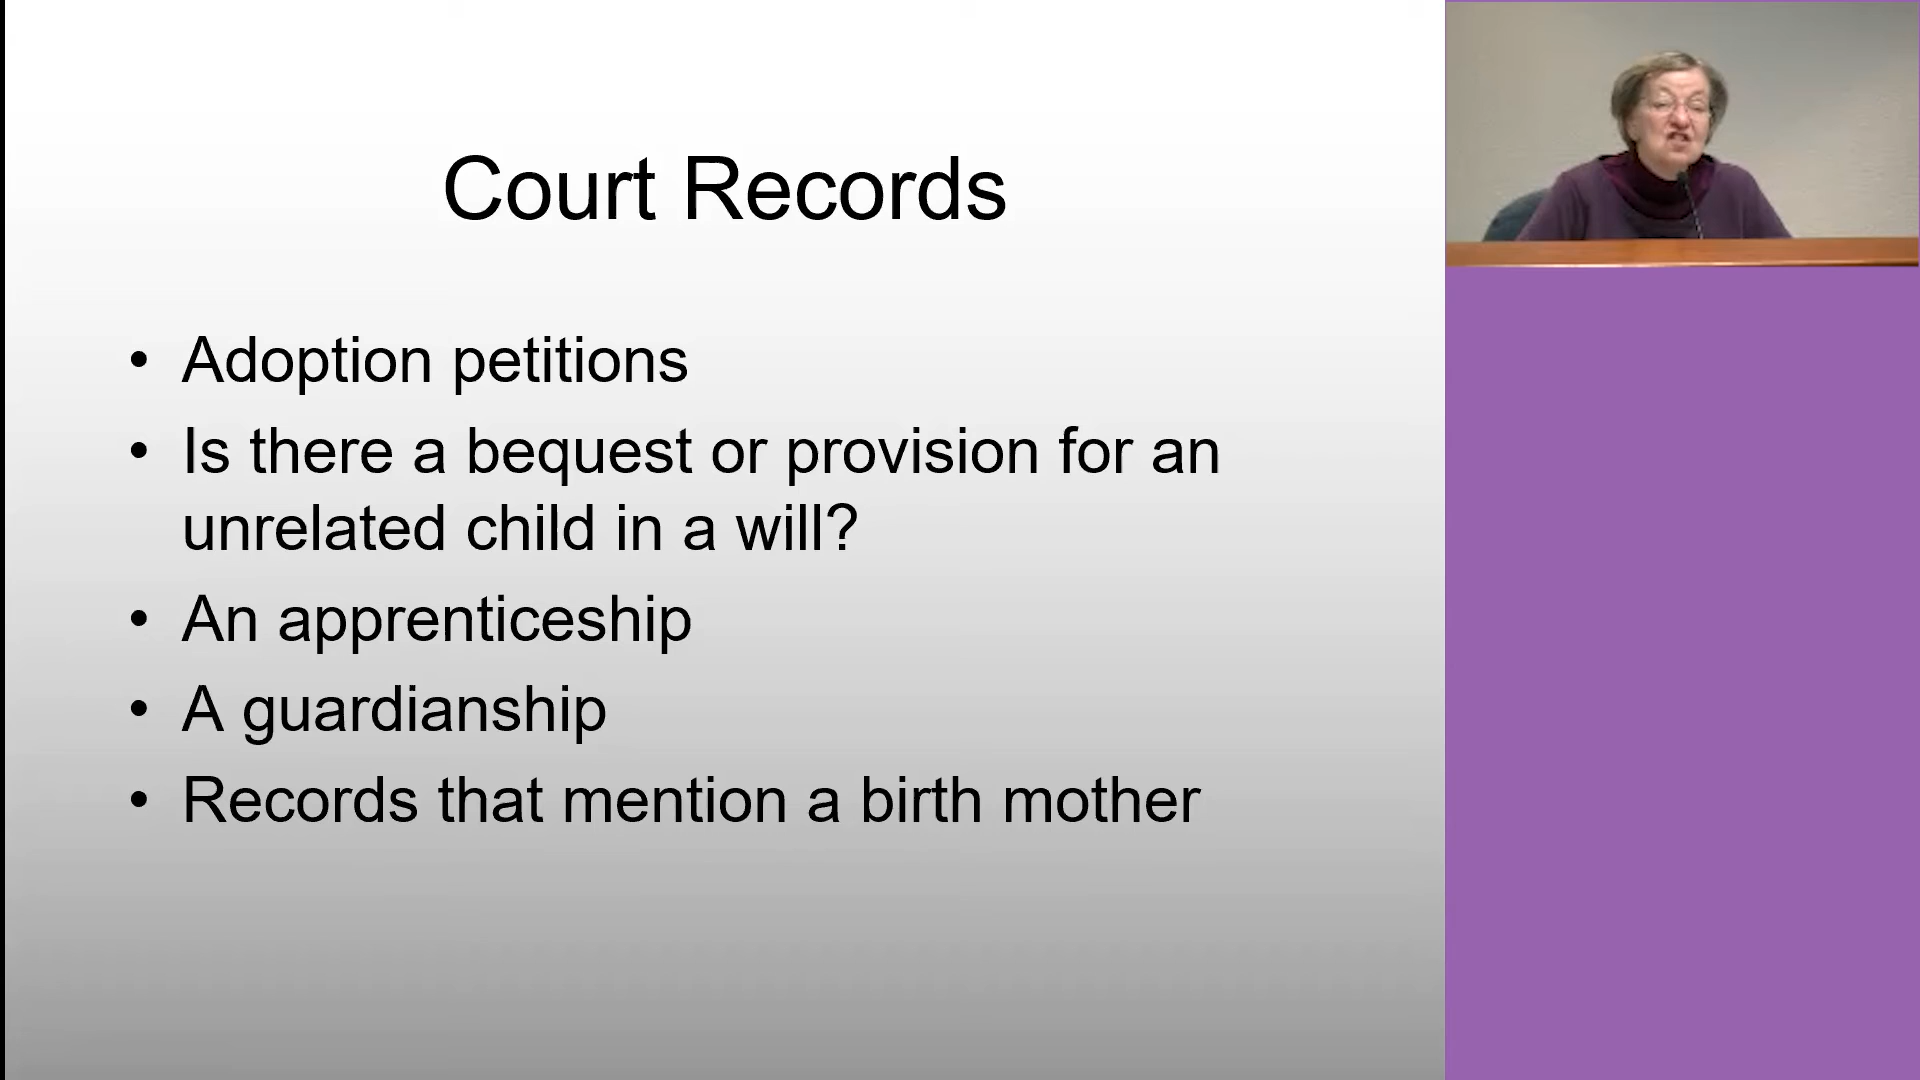 Court Records
• Adoption petitions
• Is there a bequest or provision for an
unrelated child in a will?
• An apprenticeship
• A guardianship
• Records that mention a birth mother